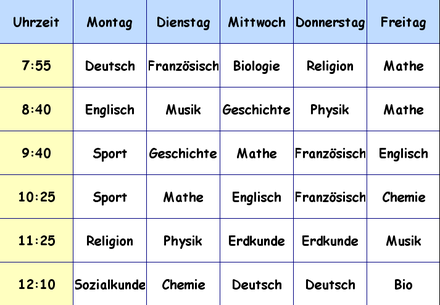 Uhrzeit Montag Dienstag Mittwoch Donnerstag Freitag
7:55 Deutsch Französisch Biologie Religion Mathe
8:40 Englisch Musik Geschichte Physik Mathe
9:40 Sport Geschichte Mathe Französisch Englisch
10:25 Sport Mathe Englisch Französisch Chemie
11:25 Religion Physik Erdkunde Erdkunde Musik
12:10 Sozialkunde Chemie Deutsch Deutsch Bio